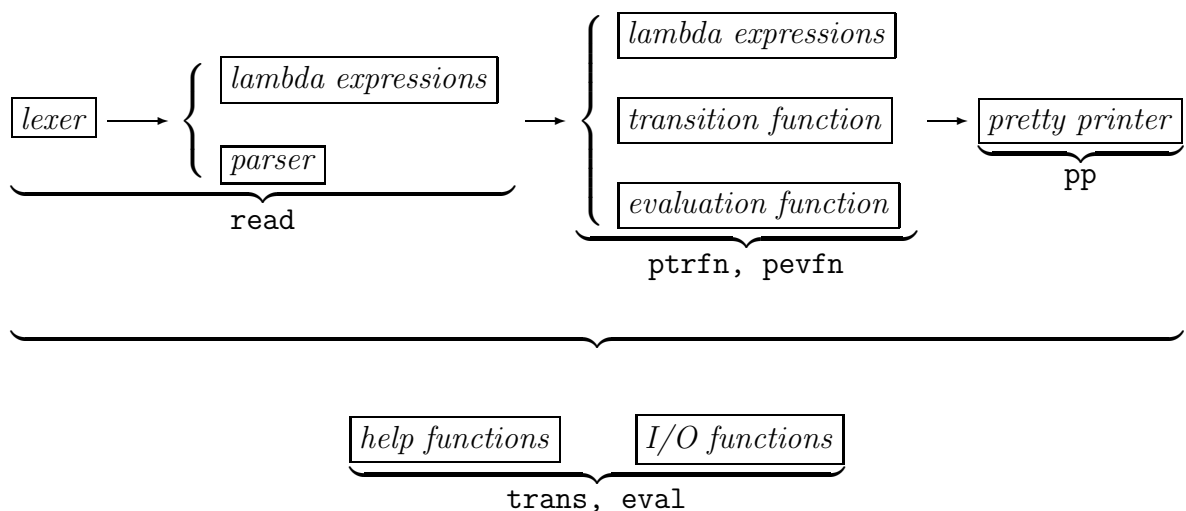 lambda expressions
lambda expressions
lexer
transition function
pretty printer
parser
pp
evaluation function
read
ptrfn, pevfn
help functions
I/O functions
trans, eval